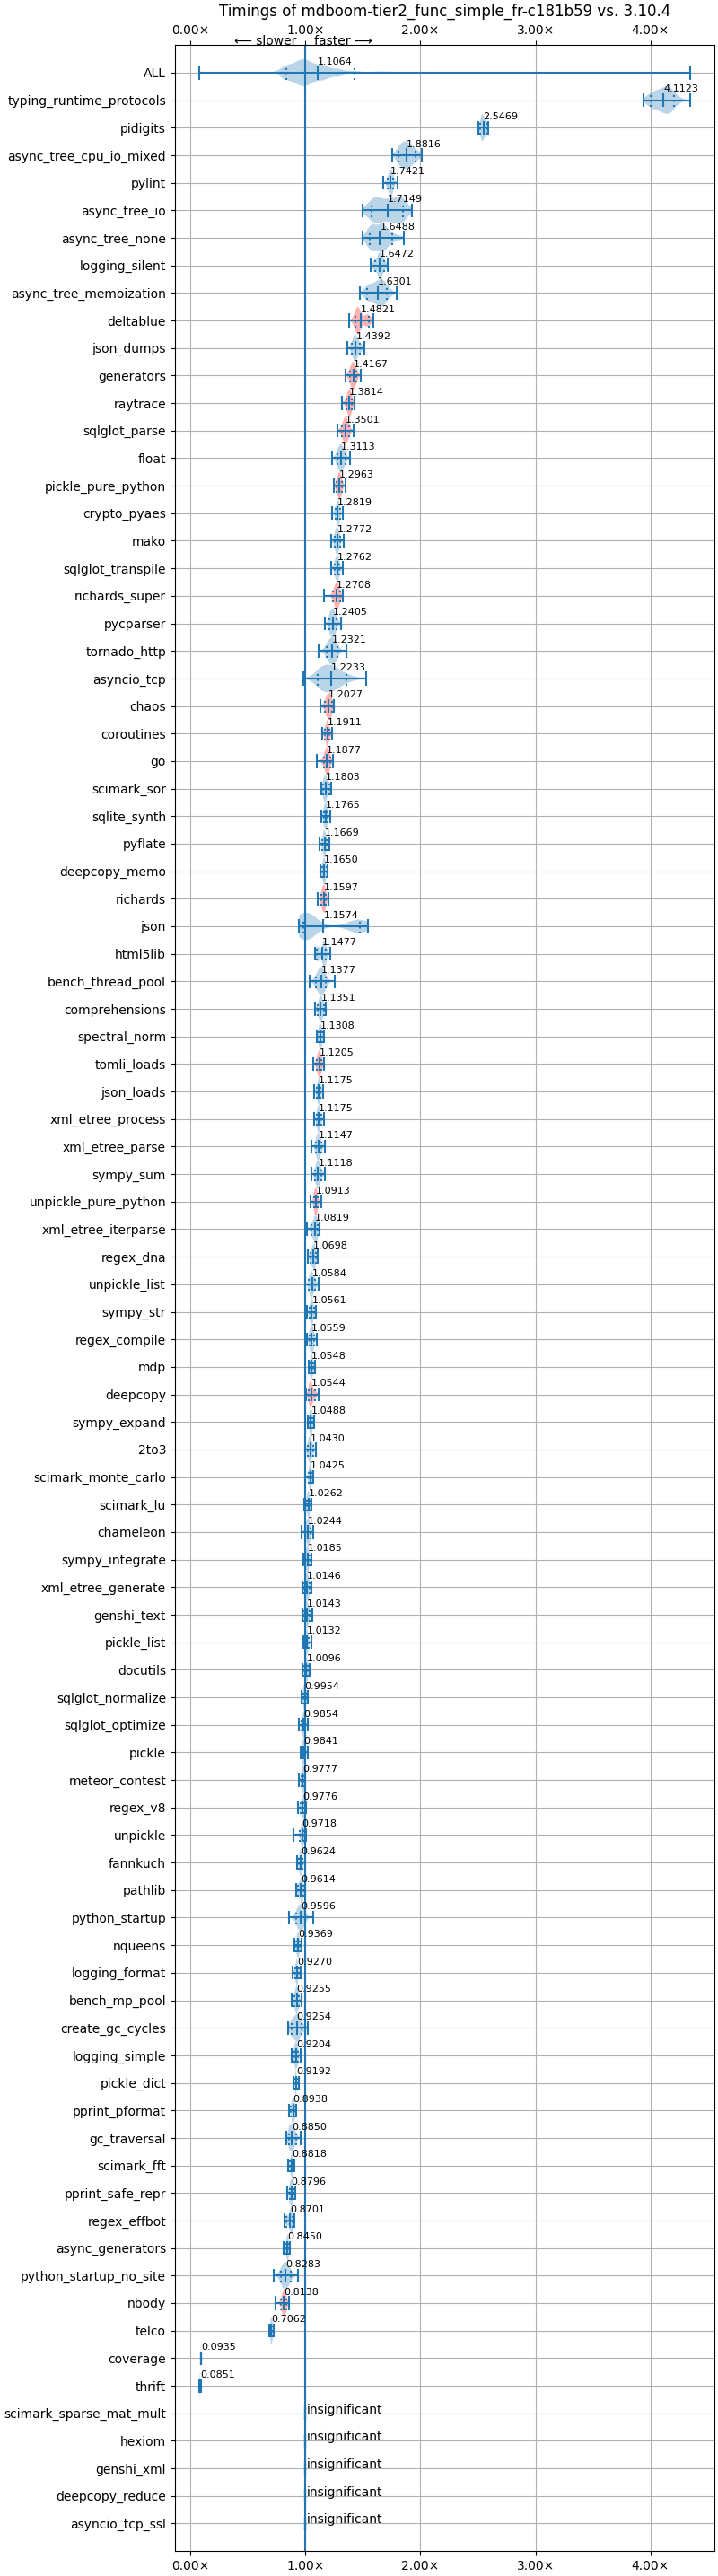 Timings of mdboom-tier2_func_simple_fr-c181b59 vs. 3.10.4
0.00× 1.00× 2.00× 3.00× 4.00×
⟵ slower faster ⟶
ALL 1.1064
typing_runtime_protocols 4.1123
pidigits 2.5469
async_tree_cpu_io_mixed 1.8816
pylint 1.7421
async_tree_io 1.7149
async_tree_none 1.6488
logging_silent 1.6472
async_tree_memoization 1.6301
deltablue 1.4821
json_dumps 1.4392
generators 1.4167
raytrace 1.3814
sqlglot_parse 1.3501
float 1.3113
pickle_pure_python 1.2963
crypto_pyaes 1.2819
mako 1.2772
sqlglot_transpile 1.2762
richards_super 1.2708
pycparser 1.2405
tornado_http 1.2321
asyncio_tcp 1.2233
chaos 1.2027
coroutines 1.1911
go 1.1877
scimark_sor 1.1803
sqlite_synth 1.1765
pyflate 1.1669
deepcopy_memo 1.1650
richards 1.1597
json 1.1574
html5lib 1.1477
bench_thread_pool 1.1377
comprehensions 1.1351
spectral_norm 1.1308
tomli_loads 1.1205
json_loads 1.1175
xml_etree_process 1.1175
xml_etree_parse 1.1147
sympy_sum 1.1118
unpickle_pure_python 1.0913
xml_etree_iterparse 1.0819
regex_dna 1.0698
unpickle_list 1.0584
sympy_str 1.0561
regex_compile 1.0559
mdp 1.0548
deepcopy 1.0544
sympy_expand 1.0488
2to3 1.0430
scimark_monte_carlo 1.0425
scimark_lu 1.0262
chameleon 1.0244
sympy_integrate 1.0185
xml_etree_generate 1.0146
genshi_text 1.0143
pickle_list 1.0132
docutils 1.0096
sqlglot_normalize 0.9954
sqlglot_optimize 0.9854
pickle 0.9841
meteor_contest 0.9777
regex_v8 0.9776
unpickle 0.9718
fannkuch 0.9624
pathlib 0.9614
python_startup 0.9596
nqueens 0.9369
logging_format 0.9270
bench_mp_pool 0.9255
create_gc_cycles 0.9254
logging_simple 0.9204
pickle_dict 0.9192
pprint_pformat 0.8938
gc_traversal 0.8850
scimark_fft 0.8818
pprint_safe_repr 0.8796
regex_effbot 0.8701
async_generators 0.8450
python_startup_no_site 0.8283
nbody 0.8138
telco 0.7062
coverage 0.0935
thrift 0.0851
scimark_sparse_mat_mult insignificant
hexiom insignificant
genshi_xml insignificant
deepcopy_reduce insignificant
asyncio_tcp_ssl insignificant
0.00× 1.00× 2.00× 3.00× 4.00×